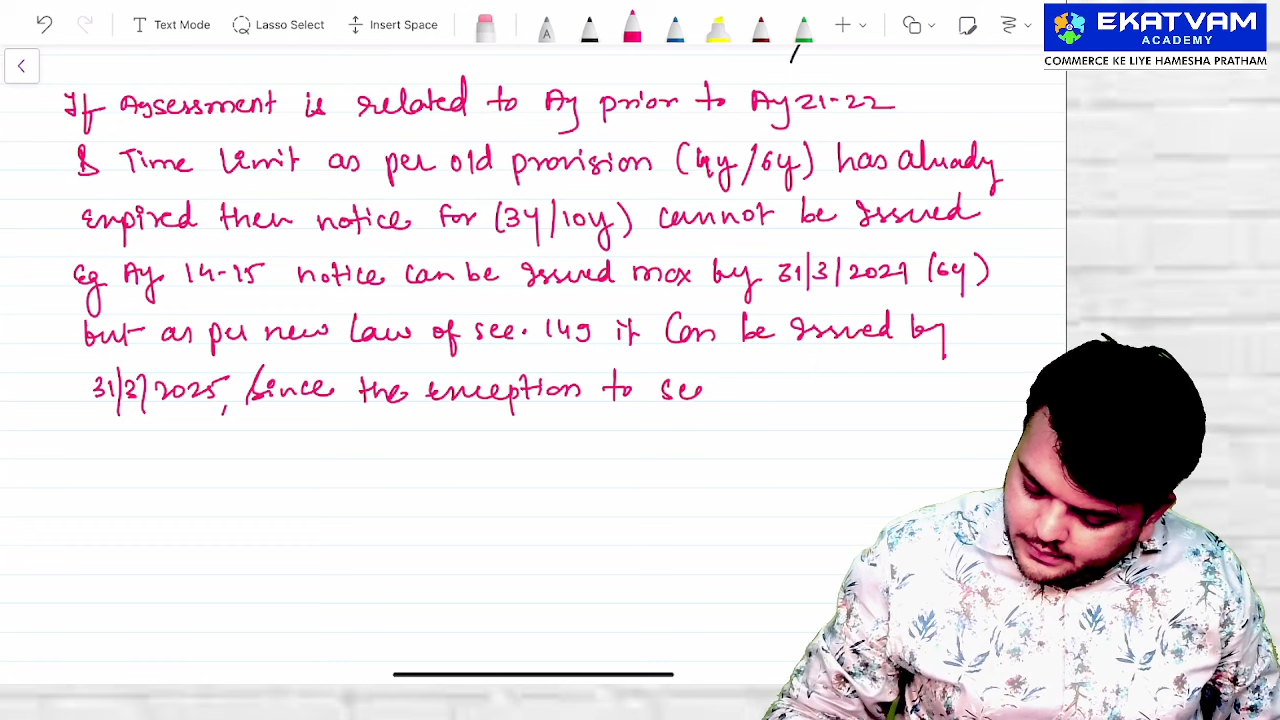 Text Mode
Lasso Select
Insert Space
EKATVAM
ACADEMY
COMMERCE KE LIYE HAMESHA PRATHAM
If Assessment is related to Ay prior to Ay 21-22
& Time limit as per old provision (4y/6y) has already
expired then notice for (3y/10y) cannot be issued
Eg Ay 14-15 notice can be issued max by 31/3/2021 (6y)
but as per new law of sec. 149 it can be issued by
31/3/2025, since the exception to sec